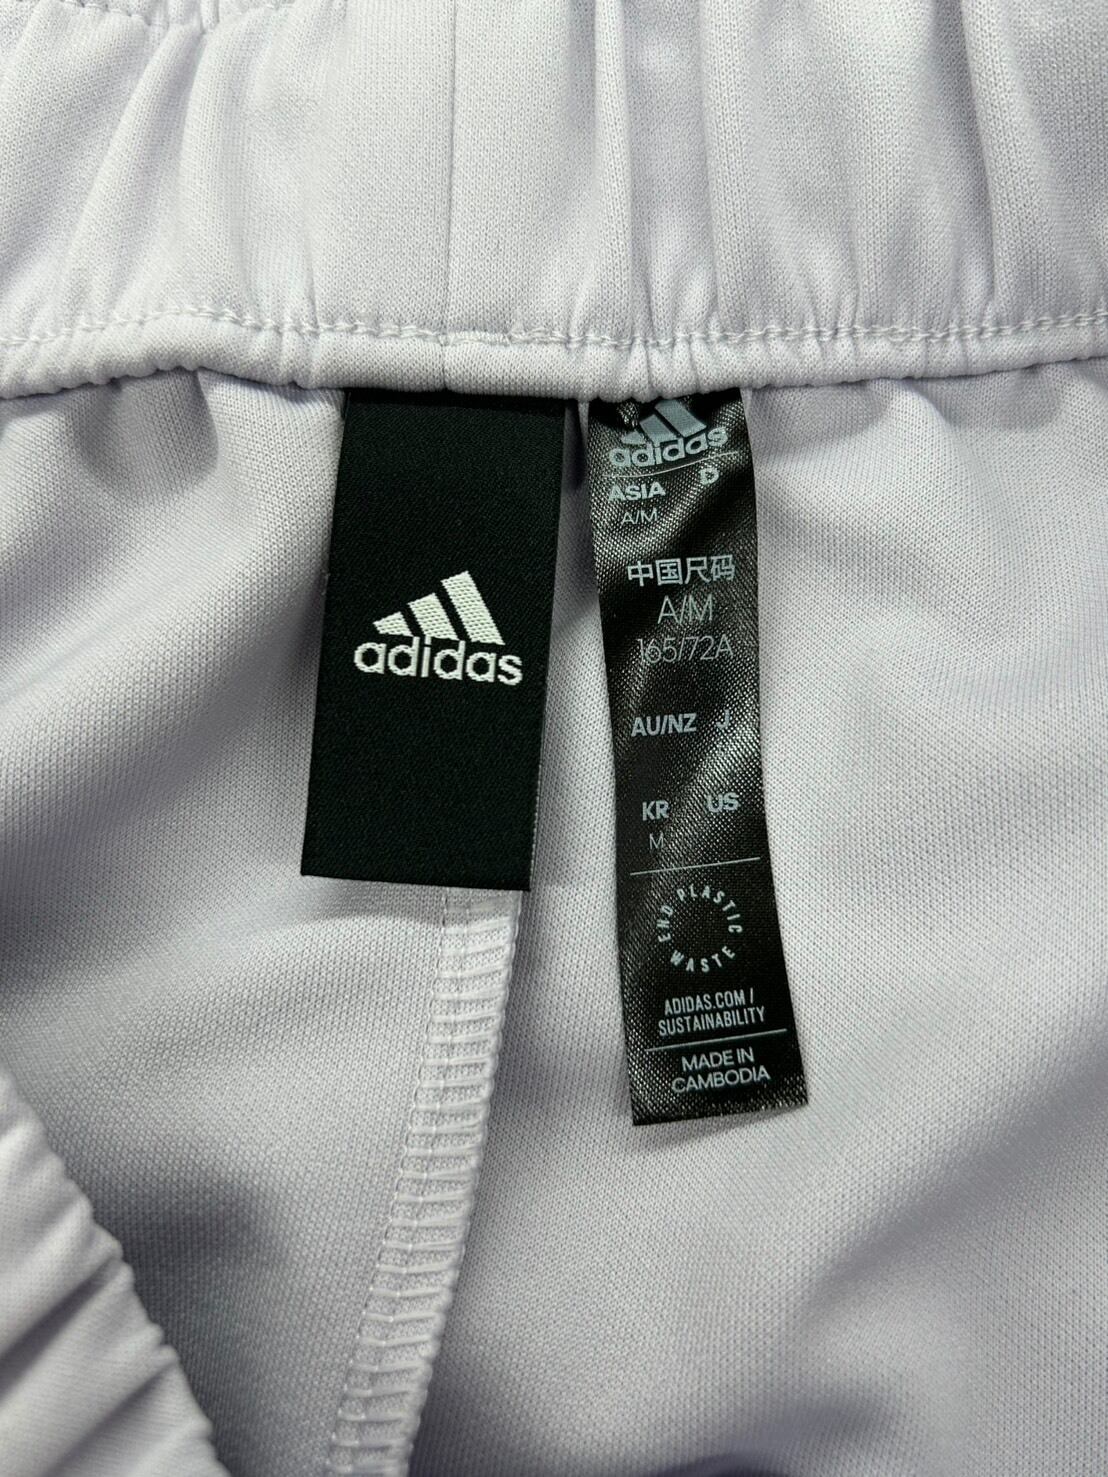 adidas
adidas
ASIA D
A/M
中国尺码
A/M
165/72A
AU/NZ J
KR US
M
END PLASTIC WASTE
ADIDAS.COM /
SUSTAINABILITY
MADE IN
CAMBODIA